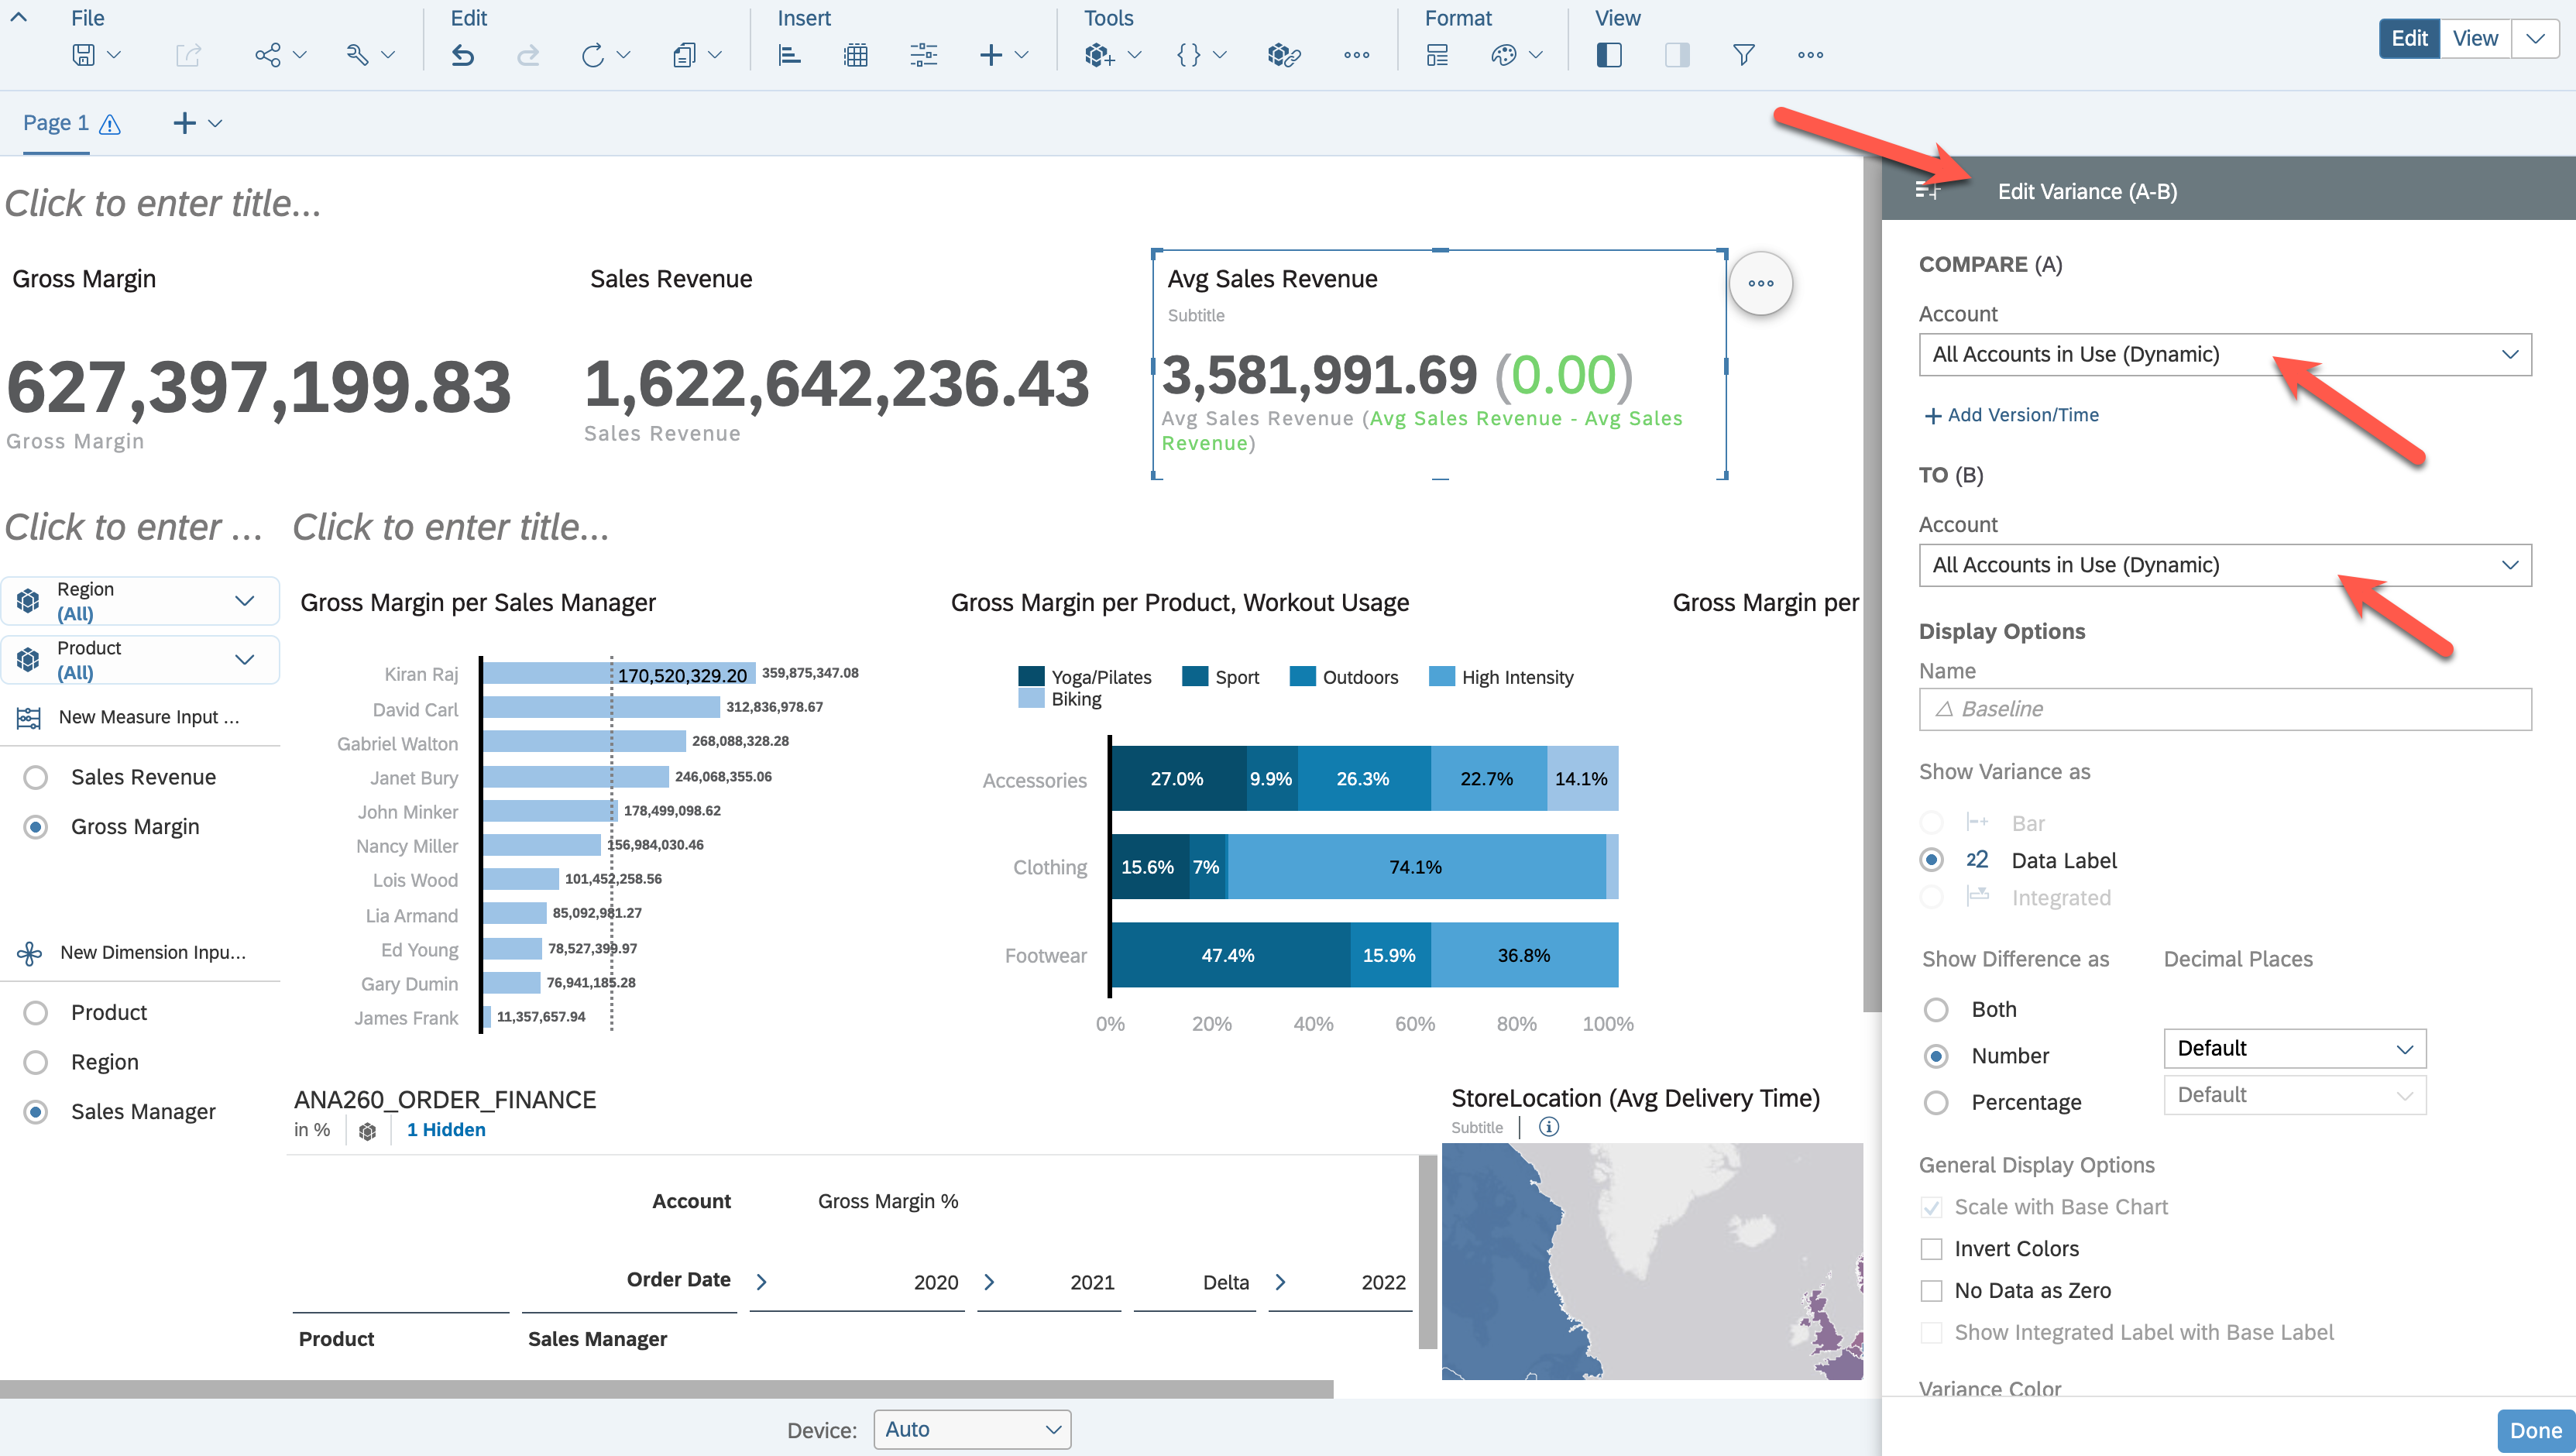 File
Edit
Insert
Tools
Format
View
Edit
View
Page 1
Click to enter title...
Gross Margin
627,397,199.83
Gross Margin
Sales Revenue
1,622,642,236.43
Sales Revenue
Avg Sales Revenue
Subtitle
3,581,991.69 (0.00)
Avg Sales Revenue (Avg Sales Revenue - Avg Sales
Revenue)
Click to enter ...
Click to enter title...
Region
(All)
Product
(All)
New Measure Input ...
Sales Revenue
Gross Margin
New Dimension Inpu...
Product
Region
Sales Manager
Gross Margin per Sales Manager
Kiran Raj 170,520,329.20 359,875,347.08
David Carl 312,836,978.67
Gabriel Walton 268,088,328.28
Janet Bury 246,068,355.06
John Minker 178,499,098.62
Nancy Miller 156,984,030.46
Lois Wood 101,452,258.56
Lia Armand 85,092,981.27
Ed Young 78,527,399.97
Gary Dumin 76,941,185.28
James Frank 11,357,657.94
Gross Margin per Product, Workout Usage
Yoga/Pilates Sport Outdoors High Intensity
Biking
Accessories 27.0% 9.9% 26.3% 22.7% 14.1%
Clothing 15.6% 7% 74.1%
Footwear 47.4% 15.9% 36.8%
0% 20% 40% 60% 80% 100%
Gross Margin per
ANA260_ORDER_FINANCE
in % 1 Hidden
Account Gross Margin %
Order Date 2020 2021 Delta 2022
Product Sales Manager
StoreLocation (Avg Delivery Time)
Subtitle
Device: Auto
Edit Variance (A-B)
COMPARE (A)
Account
All Accounts in Use (Dynamic)
Add Version/Time
TO (B)
Account
All Accounts in Use (Dynamic)
Display Options
Name
△ Baseline
Show Variance as
Bar
22 Data Label
Integrated
Show Difference as Decimal Places
Both
Number Default
Percentage Default
General Display Options
Scale with Base Chart
Invert Colors
No Data as Zero
Show Integrated Label with Base Label
Variance Color
Done